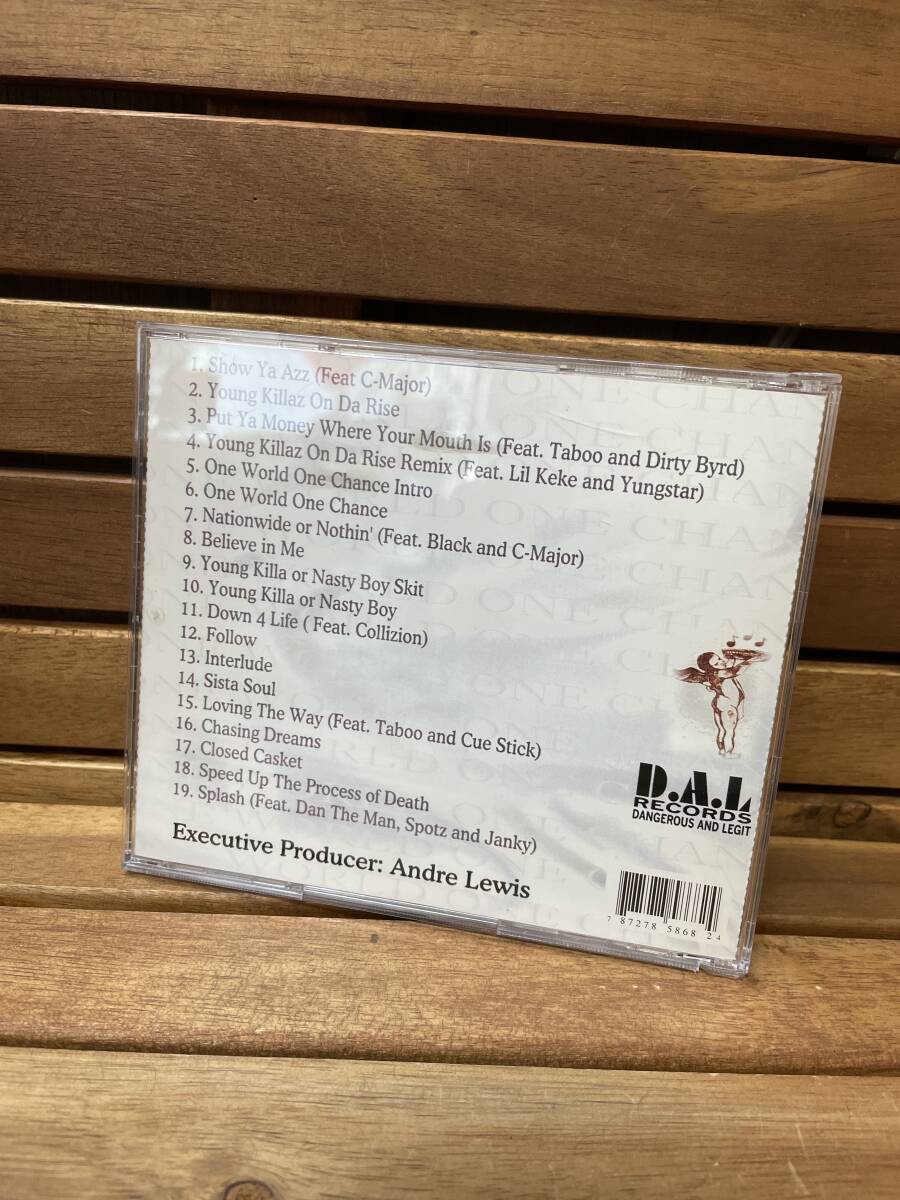 1. Show Ya Azz (Feat C-Major)
2. Young Killaz On Da Rise
3. Put Ya Money Where Your Mouth Is (Feat. Taboo and Dirty Byrd)
4. Young Killaz On Da Rise Remix (Feat. Lil Keke and Yungstar)
5. One World One Chance Intro
6. One World One Chance
7. Nationwide or Nothin' (Feat. Black and C-Major)
8. Believe in Me
9. Young Killa or Nasty Boy Skit
10. Young Killa or Nasty Boy
11. Down 4 Life ( Feat. Collizion)
12. Follow
13. Interlude
14. Sista Soul
15. Loving The Way (Feat. Taboo and Cue Stick)
16. Chasing Dreams
17. Closed Casket
18. Speed Up The Process of Death
19. Splash (Feat. Dan The Man, Spotz and Janky)
Executive Producer: Andre Lewis
D.A.L
RECORDS
DANGEROUS AND LEGIT
7 87278 5868 2 4